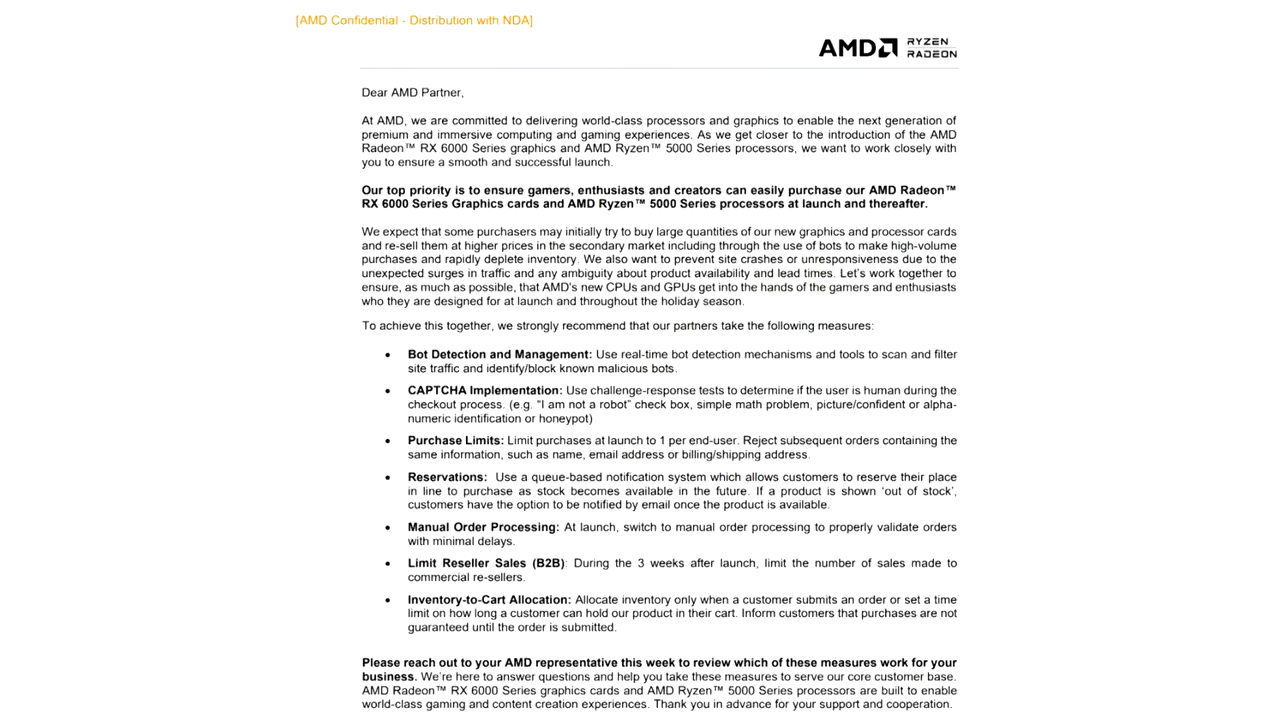 [AMD Confidential - Distribution with NDA]
AMD RYZEN
RADEON
Dear AMD Partner,
At AMD, we are committed to delivering world-class processors and graphics to enable the next generation of
premium and immersive computing and gaming experiences. As we get closer to the introduction of the AMD
Radeon™ RX 6000 Series graphics and AMD Ryzen™ 5000 Series processors, we want to work closely with
you to ensure a smooth and successful launch.
Our top priority is to ensure gamers, enthusiasts and creators can easily purchase our AMD Radeon™
RX 6000 Series Graphics cards and AMD Ryzen™ 5000 Series processors at launch and thereafter.
We expect that some purchasers may initially try to buy large quantities of our new graphics and processor cards
and re-sell them at higher prices in the secondary market including through the use of bots to make high-volume
purchases and rapidly deplete inventory. We also want to prevent site crashes or unresponsiveness due to the
unexpected surges in traffic and any ambiguity about product availability and lead times. Let's work together to
ensure, as much as possible, that AMD's new CPUs and GPUs get into the hands of the gamers and enthusiasts
who they are designed for at launch and throughout the holiday season.
To achieve this together, we strongly recommend that our partners take the following measures:
• Bot Detection and Management: Use real-time bot detection mechanisms and tools to scan and filter
site traffic and identify/block known malicious bots.
• CAPTCHA Implementation: Use challenge-response tests to determine if the user is human during the
checkout process. (e.g. "I am not a robot" check box, simple math problem, picture/confident or alpha-
numeric identification or honeypot)
• Purchase Limits: Limit purchases at launch to 1 per end-user. Reject subsequent orders containing the
same information, such as name, email address or billing/shipping address.
• Reservations: Use a queue-based notification system which allows customers to reserve their place
in line to purchase as stock becomes available in the future. If a product is shown 'out of stock',
customers have the option to be notified by email once the product is available.
• Manual Order Processing: At launch, switch to manual order processing to properly validate orders
with minimal delays.
• Limit Reseller Sales (B2B): During the 3 weeks after launch, limit the number of sales made to
commercial re-sellers.
• Inventory-to-Cart Allocation: Allocate inventory only when a customer submits an order or set a time
limit on how long a customer can hold our product in their cart. Inform customers that purchases are not
guaranteed until the order is submitted.
Please reach out to your AMD representative this week to review which of these measures work for your
business. We're here to answer questions and help you take these measures to serve our core customer base.
AMD Radeon™ RX 6000 Series graphics cards and AMD Ryzen™ 5000 Series processors are built to enable
world-class gaming and content creation experiences. Thank you in advance for your support and cooperation.